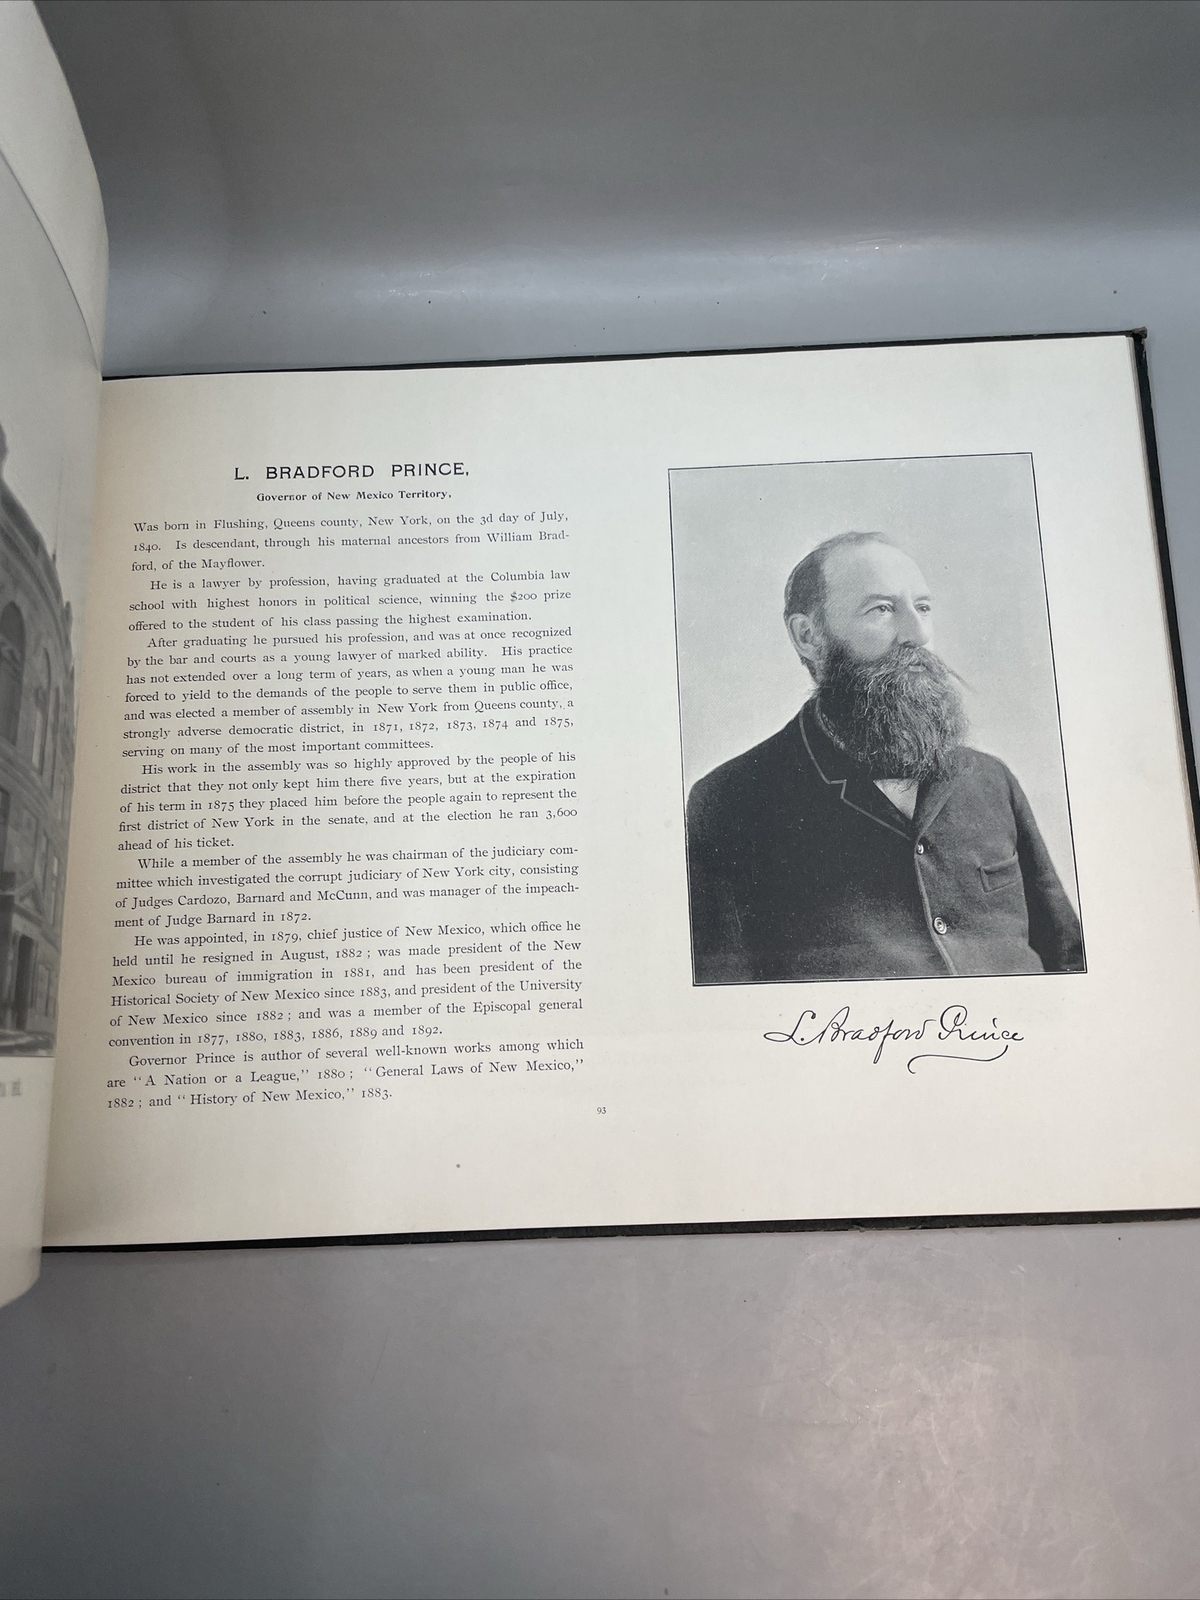 L. BRADFORD PRINCE,
Governor of New Mexico Territory,
Was born in Flushing, Queens county, New York, on the 3d day of July,
1840. Is descendant, through his maternal ancestors from William Brad-
ford, of the Mayflower.
He is a lawyer by profession, having graduated at the Columbia law
school with highest honors in political science, winning the $200 prize
offered to the student of his class passing the highest examination.
After graduating he pursued his profession, and was at once recognized
by the bar and courts as a young lawyer of marked ability. His practice
has not extended over a long term of years, as when a young man he was
forced to yield to the demands of the people to serve them in public office,
and was elected a member of assembly in New York from Queens county, a
strongly adverse democratic district, in 1871, 1872, 1873, 1874 and 1875,
serving on many of the most important committees.
His work in the assembly was so highly approved by the people of his
district that they not only kept him there five years, but at the expiration
of his term in 1875 they placed him before the people again to represent the
first district of New York in the senate, and at the election he ran 3,600
ahead of his ticket.
While a member of the assembly he was chairman of the judiciary com-
mittee which investigated the corrupt judiciary of New York city, consisting
of Judges Cardozo, Barnard and McCunn, and was manager of the impeach-
ment of Judge Barnard in 1872.
He was appointed, in 1879, chief justice of New Mexico, which office he
held until he resigned in August, 1882; was made president of the New
Mexico bureau of immigration in 1881, and has been president of the
Historical Society of New Mexico since 1883, and president of the University
of New Mexico since 1882; and was a member of the Episcopal general
convention in 1877, 1880, 1883, 1886, 1889 and 1892.
Governor Prince is author of several well-known works among which
are "A Nation or a League," 1880; "General Laws of New Mexico,"
1882; and "History of New Mexico," 1883.
93
L. Bradford Prince